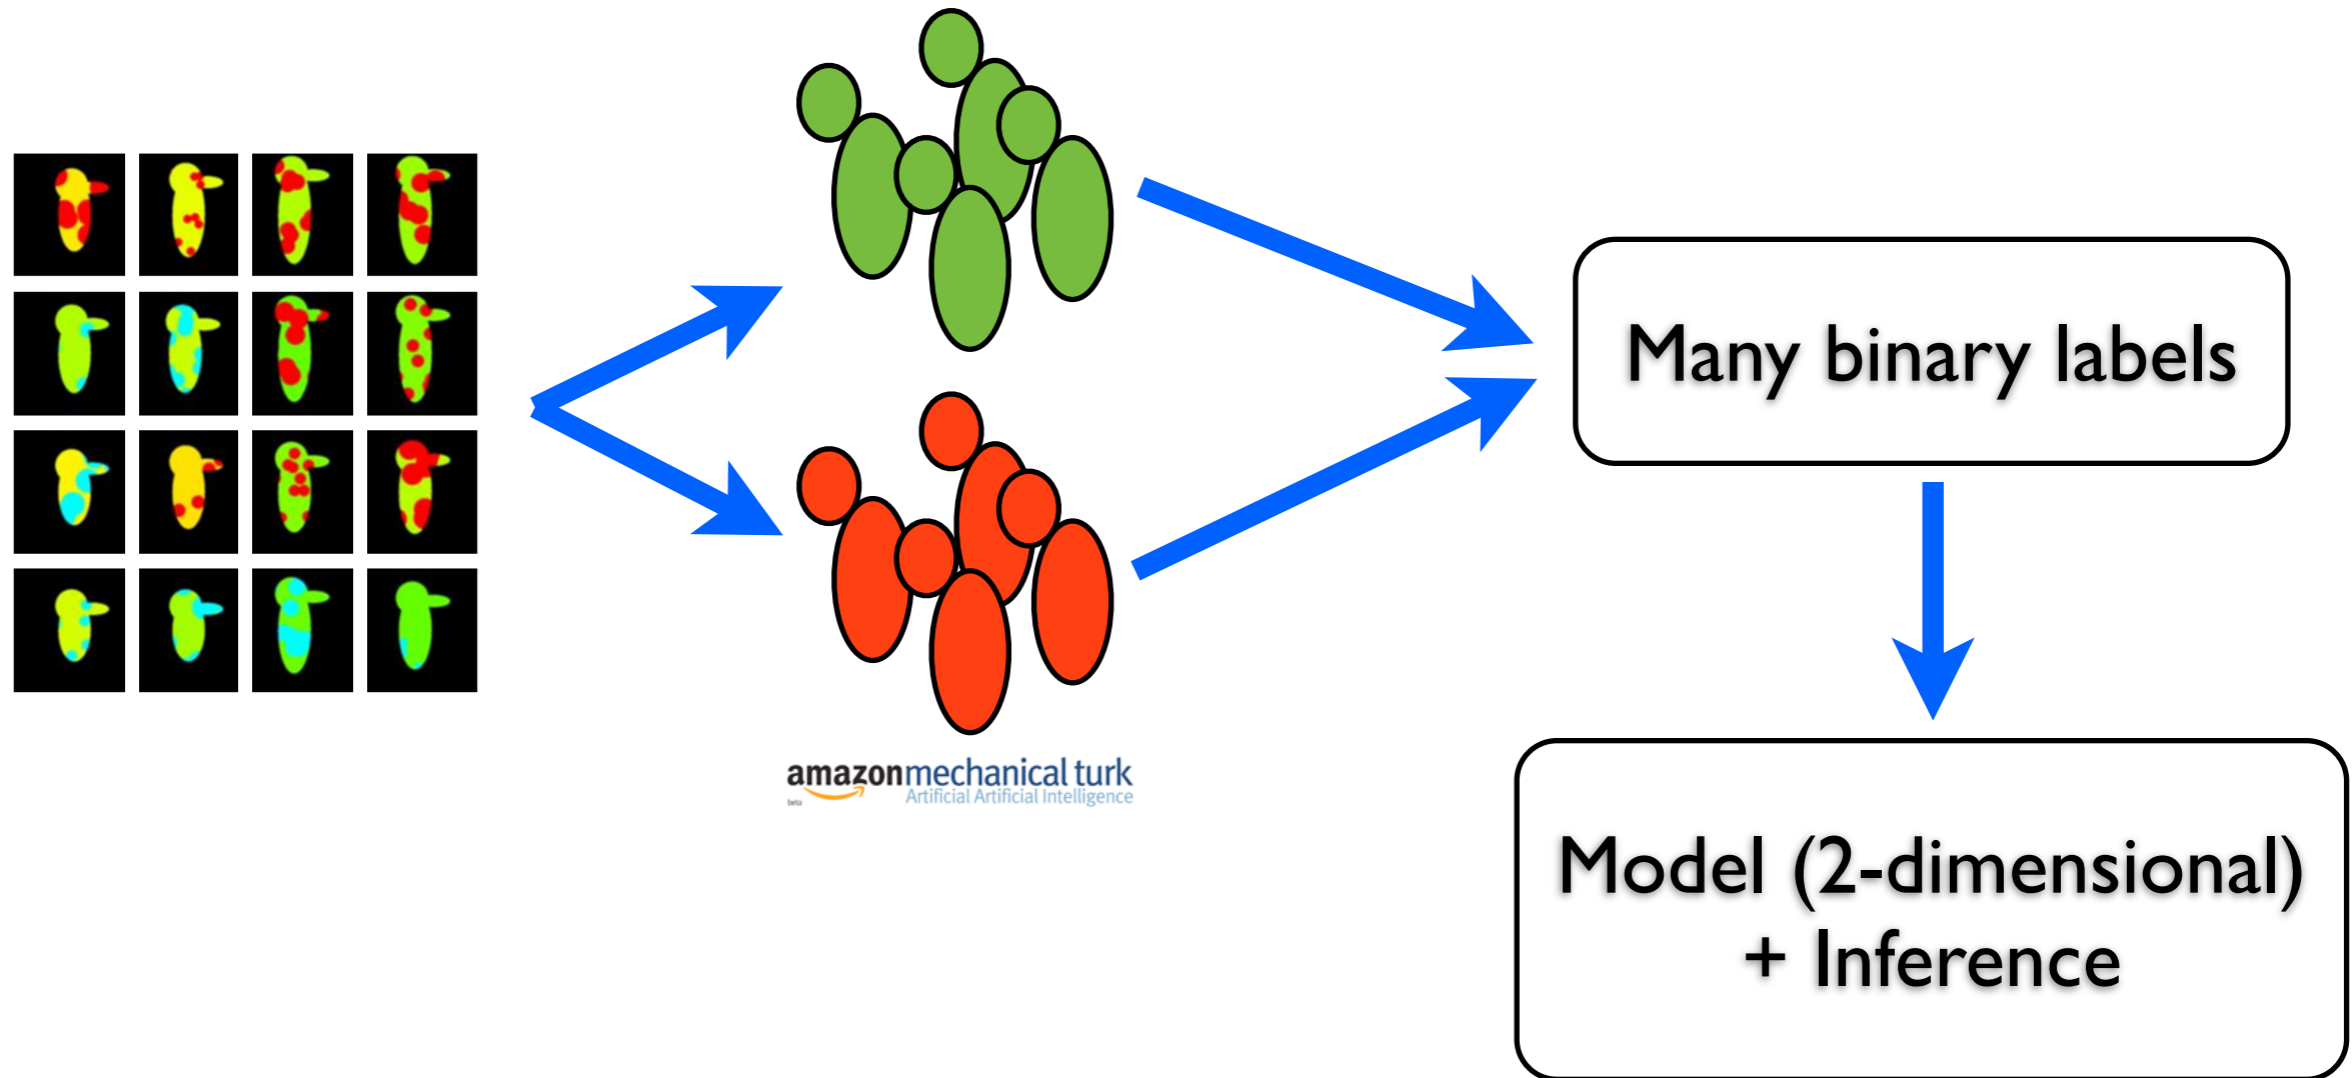 Many binary labels
amazonmechanical turk
beta
Artificial Artificial Intelligence
Model (2-dimensional)
+ Inference